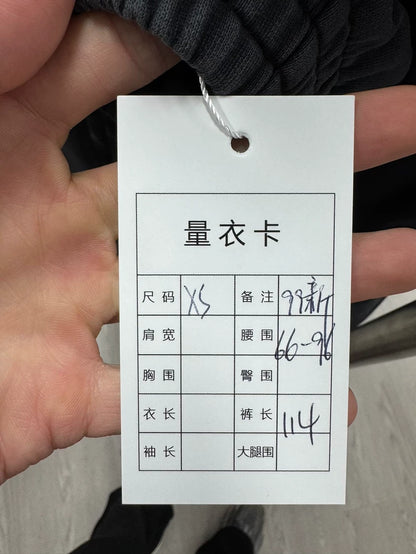 量衣卡
尺码 XS 备注 99新
肩宽 腰围 66-96
胸围 臀围
衣长 裤长 114
袖长 大腿围